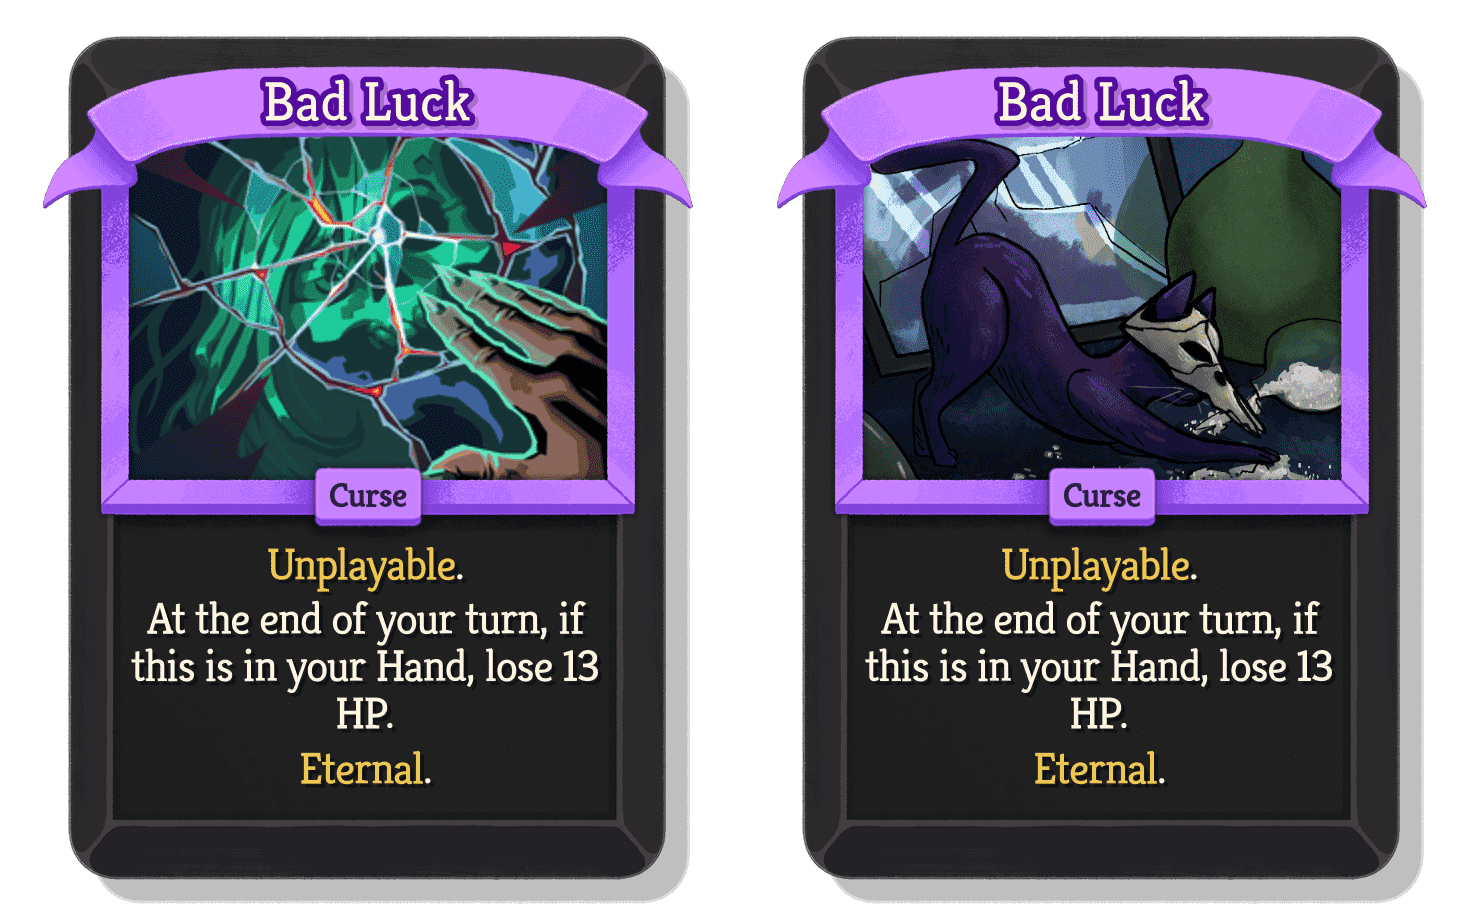 Bad Luck
Curse
Unplayable.
At the end of your turn, if
this is in your Hand, lose 13
HP.
Eternal.
Bad Luck
Curse
Unplayable.
At the end of your turn, if
this is in your Hand, lose 13
HP.
Eternal.